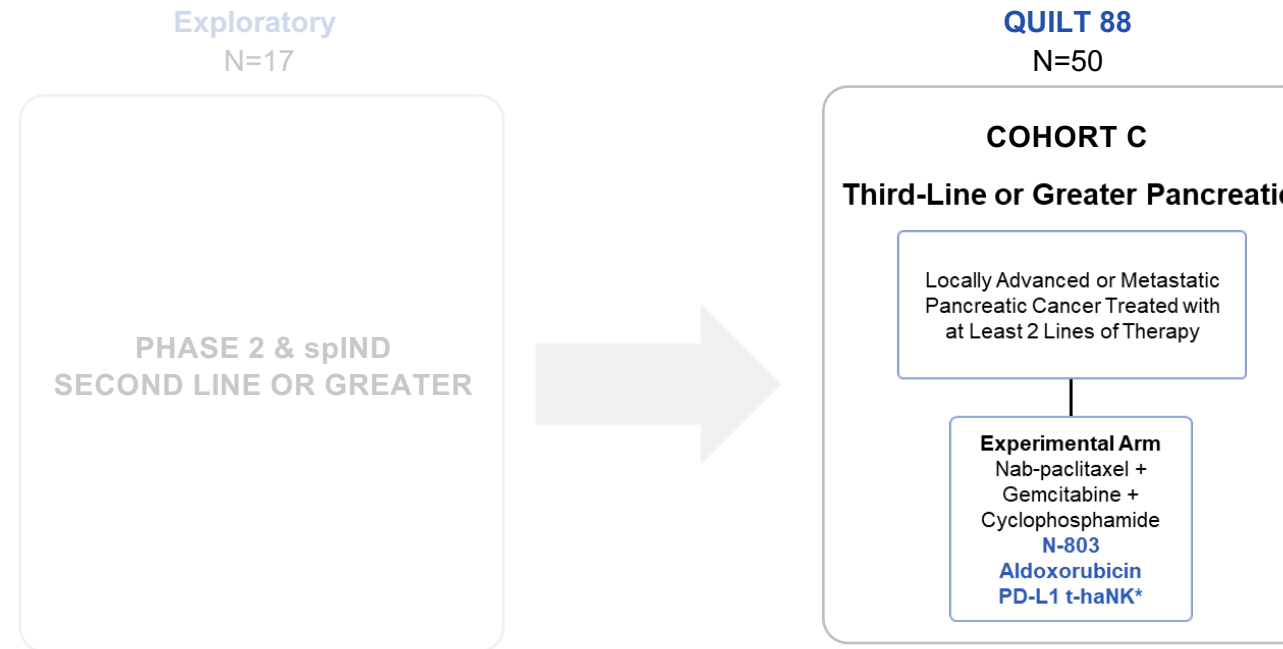 Exploratory
N=17
PHASE 2 & spIND
SECOND LINE OR GREATER
QUILT 88
N=50
COHORT C
Third-Line or Greater Pancreatic
Locally Advanced or Metastatic
Pancreatic Cancer Treated with
at Least 2 Lines of Therapy
Experimental Arm
Nab-paclitaxel +
Gemcitabine +
Cyclophosphamide
N-803
Aldoxorubicin
PD-L1 t-haNK*